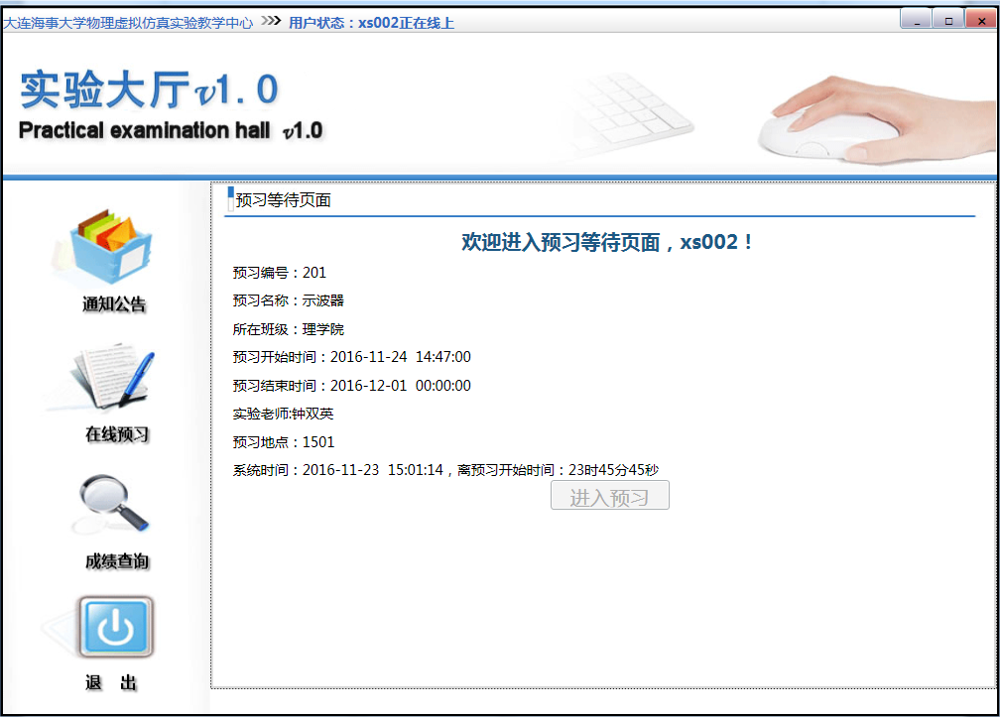 大连海事大学物理虚拟仿真实验教学中心 >>> 用户状态：xs002正在线上
实验大厅v1.0
Practical examination hall v1.0
预习等待页面
欢迎进入预习等待页面，xs002！
预习编号：201
预习名称：示波器
所在班级：理学院
预习开始时间：2016-11-24 14:47:00
预习结束时间：2016-12-01 00:00:00
实验老师:钟双英
预习地点：1501
系统时间：2016-11-23 15:01:14，离预习开始时间：23时45分45秒
进入预习
通知公告
在线预习
成绩查询
退 出